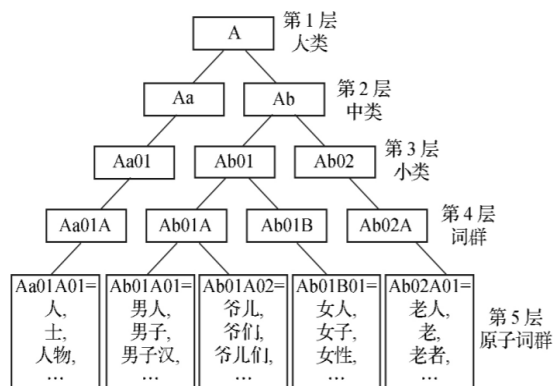 A
第1层
大类
Aa
Ab
第2层
中类
Aa01
Ab01
Ab02
第3层
小类
Aa01A
Ab01A
Ab01B
Ab02A
第4层
词群
Aa01A01=
人,
士,
人物,
…
Ab01A01=
男人,
男子,
男子汉,
…
Ab01A02=
爷儿,
爷们,
爷儿们,
…
Ab01B01=
女人,
女子,
女性,
…
Ab02A01=
老人,
老,
老者,
…
第5层
原子词群